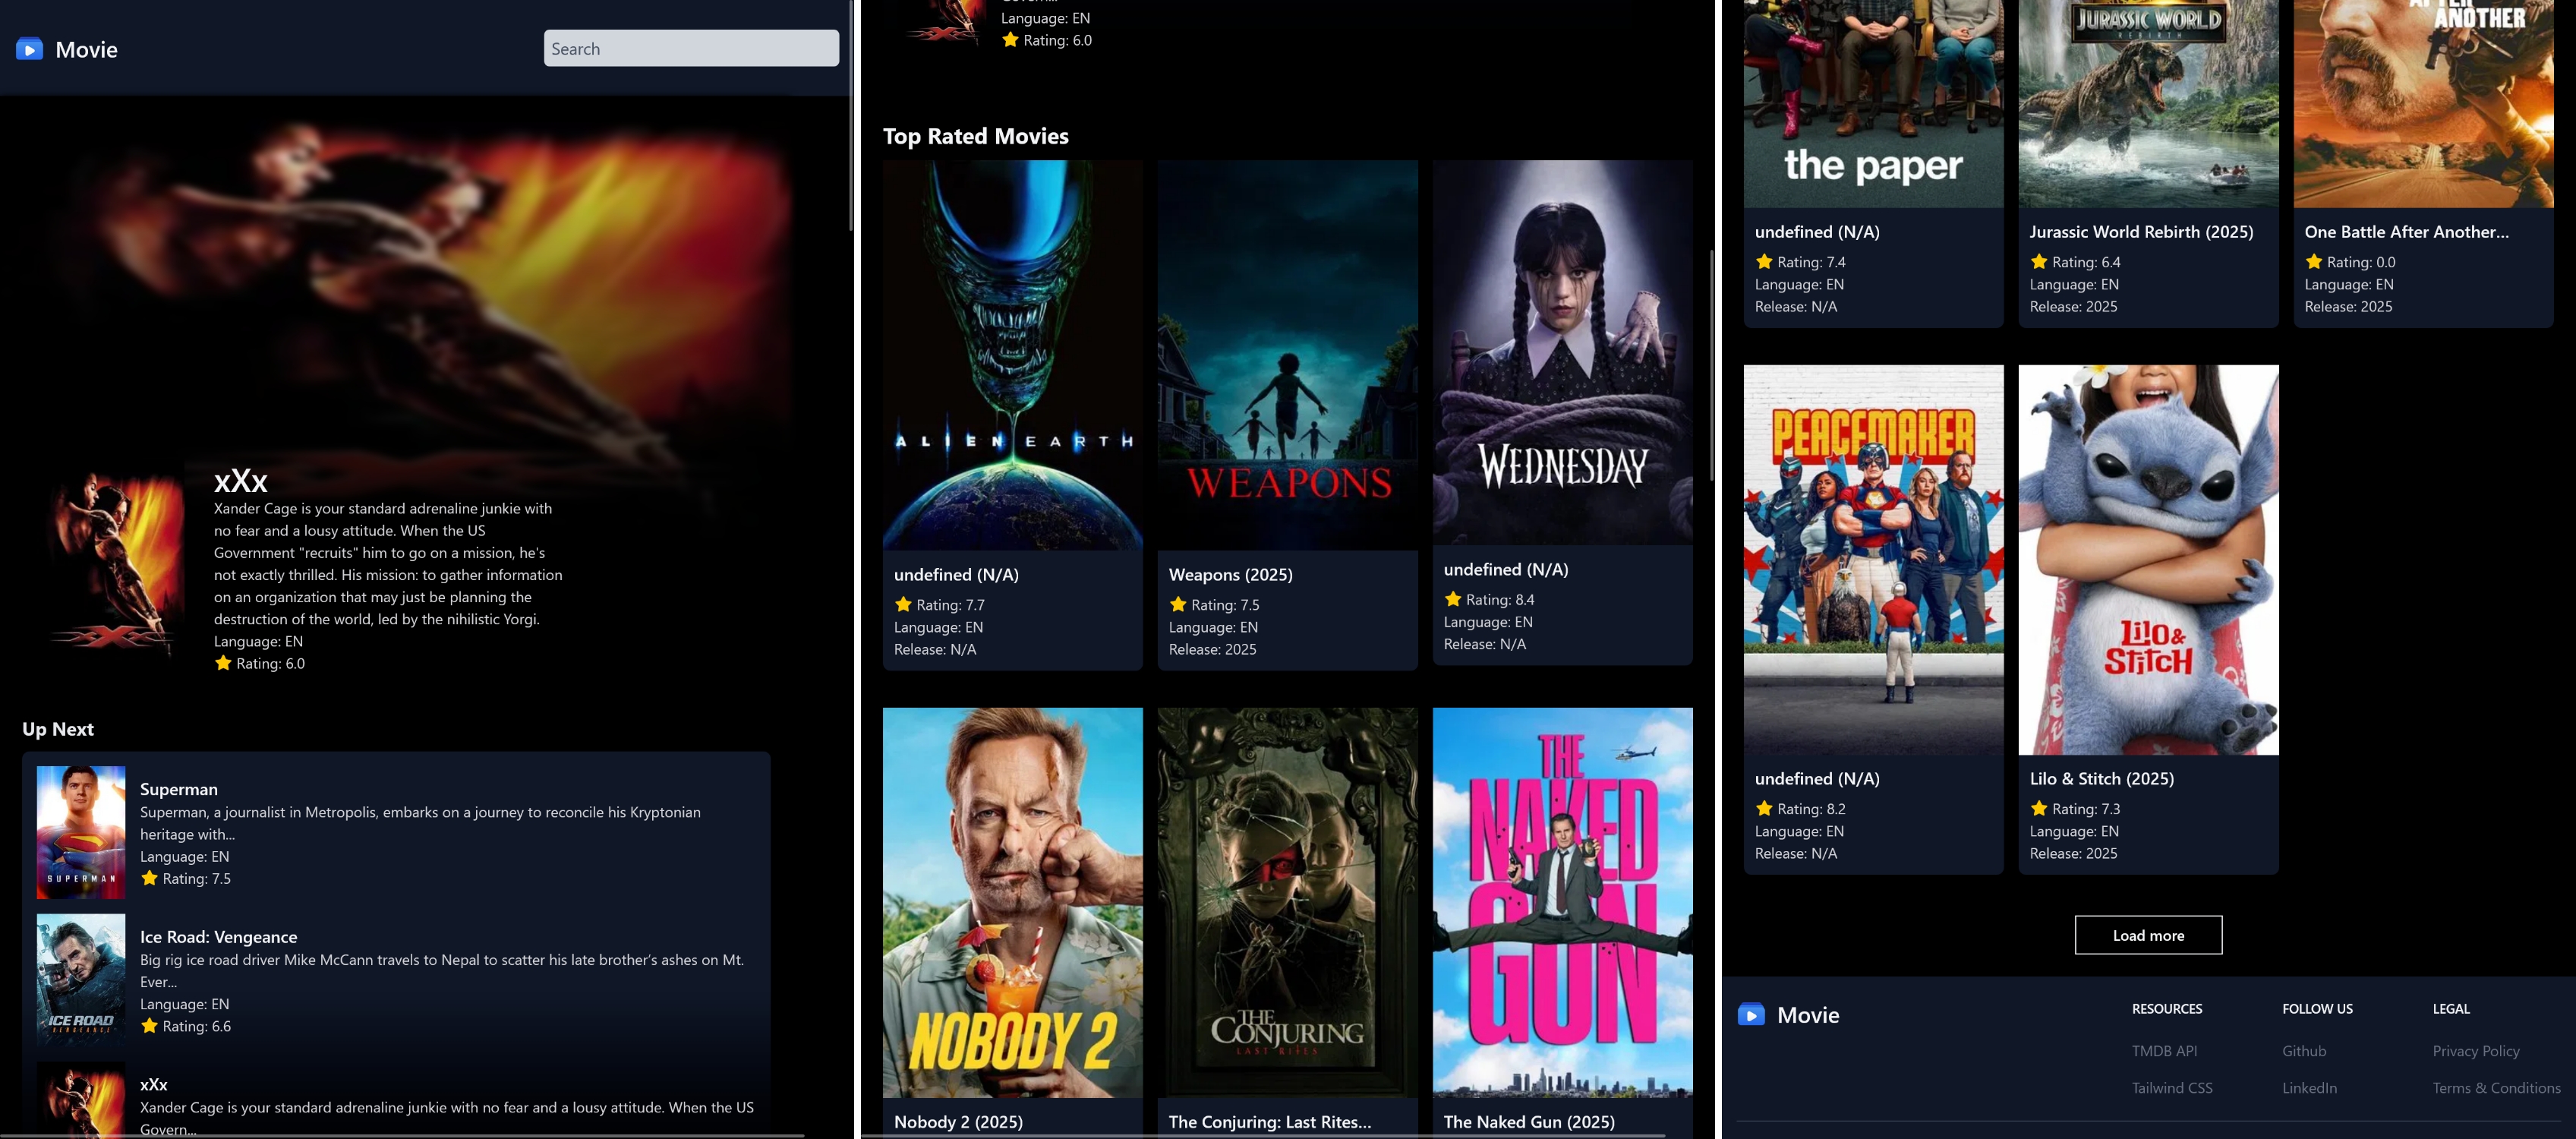 Movie
Search
xXx
Xander Cage is your standard adrenaline junkie with
no fear and a lousy attitude. When the US
Government "recruits" him to go on a mission, he's
not exactly thrilled. His mission: to gather information
on an organization that may just be planning the
destruction of the world, led by the nihilistic Yorgi.
Language: EN
Rating: 6.0
Up Next
SUPERMAN
Superman
Superman, a journalist in Metropolis, embarks on a journey to reconcile his Kryptonian
heritage with...
Language: EN
Rating: 7.5
ICE ROAD
VENGEANCE
Ice Road: Vengeance
Big rig ice road driver Mike McCann travels to Nepal to scatter his late brother’s ashes on Mt.
Ever...
Language: EN
Rating: 6.6
xXx
Xander Cage is your standard adrenaline junkie with no fear and a lousy attitude. When the US
Govern...
Govern...
Language: EN
Rating: 6.0
Top Rated Movies
ALIEN EARTH
undefined (N/A)
Rating: 7.7
Language: EN
Release: N/A
WEAPONS
Weapons (2025)
Rating: 7.5
Language: EN
Release: 2025
WEDNESDAY
undefined (N/A)
Rating: 8.4
Language: EN
Release: N/A
NOBODY 2
Nobody 2 (2025)
THE
CONJURING
LAST RITES
The Conjuring: Last Rites...
THE
NAKED
GUN
The Naked Gun (2025)
the paper
undefined (N/A)
Rating: 7.4
Language: EN
Release: N/A
JURASSIC WORLD
REBIRTH
Jurassic World Rebirth (2025)
Rating: 6.4
Language: EN
Release: 2025
AFTER
ANOTHER
One Battle After Another...
Rating: 0.0
Language: EN
Release: 2025
PEACEMAKER
undefined (N/A)
Rating: 8.2
Language: EN
Release: N/A
Lilo &
Stitch
Lilo & Stitch (2025)
Rating: 7.3
Language: EN
Release: 2025
Load more
Movie
RESOURCES
TMDB API
Tailwind CSS
FOLLOW US
Github
LinkedIn
LEGAL
Privacy Policy
Terms & Conditions